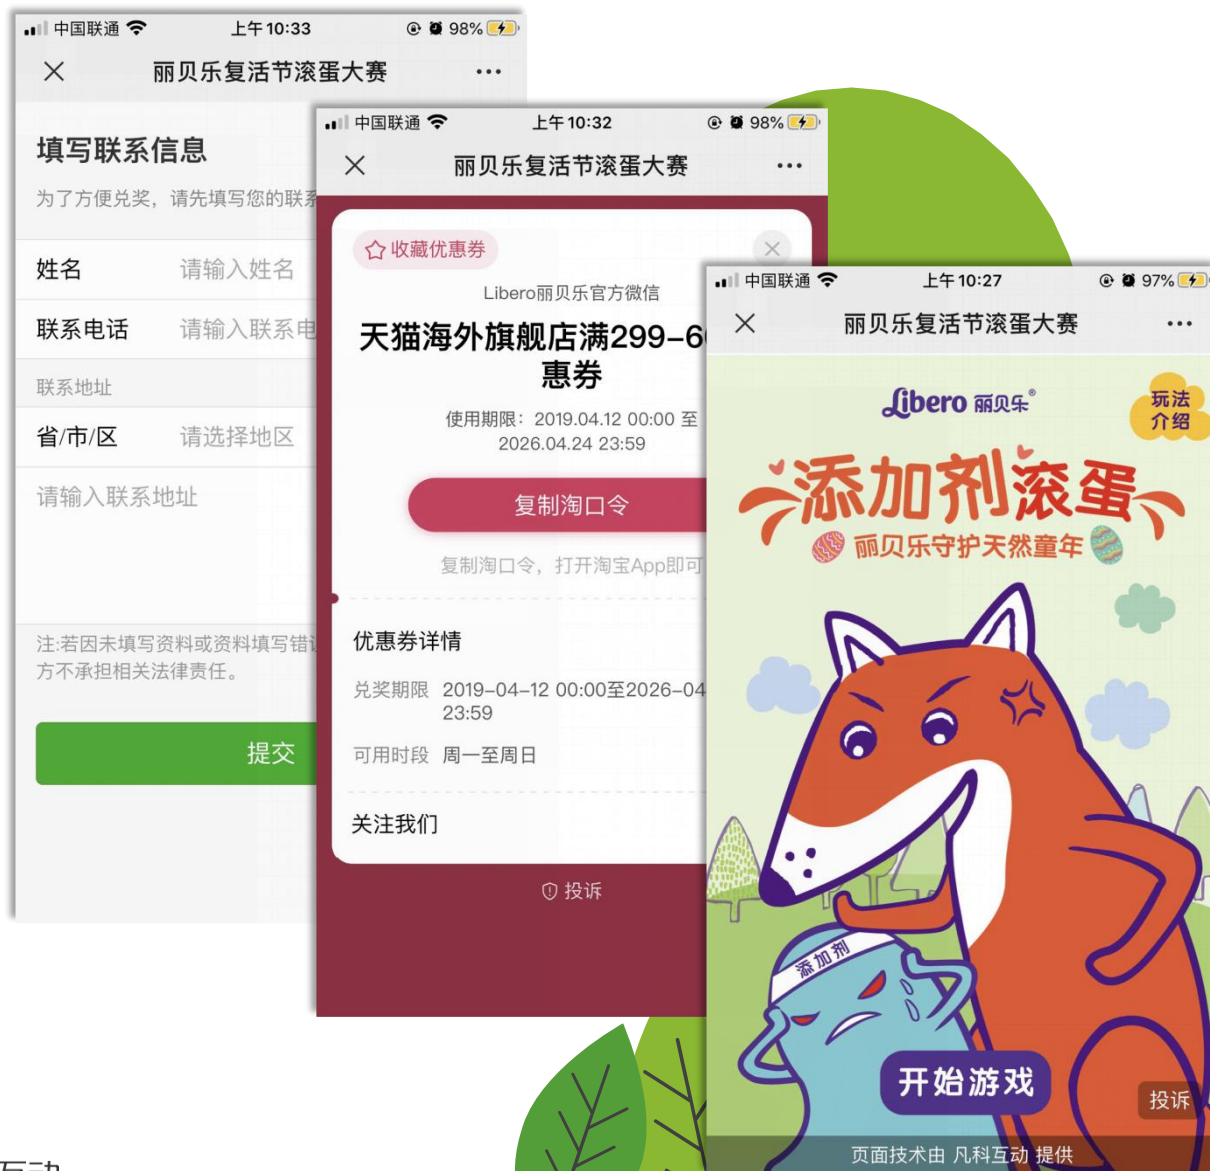 中国联通 上午10:33 98%
丽贝乐复活节滚蛋大赛
填写联系信息
为了方便兑奖，请先填写您的联系
姓名 请输入姓名
联系电话 请输入联系电
联系地址
省/市/区 请选择地区
请输入联系地址
注:若因未填写资料或资料填写错
方不承担相关法律责任。
提交
中国联通 上午10:32 98%
丽贝乐复活节滚蛋大赛
收藏优惠券
Libero丽贝乐官方微信
天猫海外旗舰店满299-6
惠券
使用期限：2019.04.12 00:00 至
2026.04.24 23:59
复制淘口令
复制淘口令，打开淘宝App即可
优惠券详情
兑奖期限 2019-04-12 00:00至2026-04
23:59
可用时段 周一至周日
关注我们
投诉
中国联通 上午10:27 97%
丽贝乐复活节滚蛋大赛
Libero 丽贝乐®
玩法
介绍
添加剂滚蛋
丽贝乐守护天然童年
添加剂
开始游戏
投诉
页面技术由 凡科互动 提供